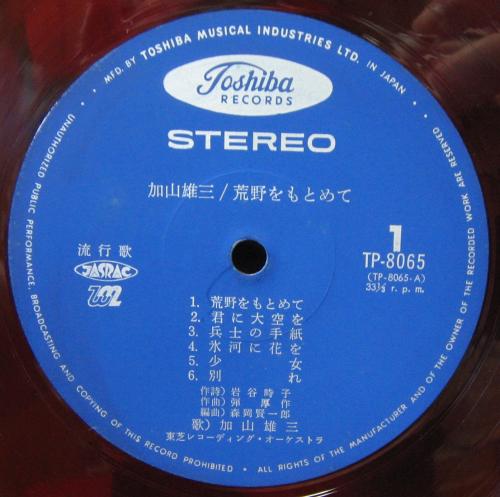 MFD. BY TOSHIBA MUSICAL INDUSTRIES LTD. IN JAPAN
Toshiba
RECORDS
STEREO
加山雄三/荒野をもとめて
流行歌
JASRAC
1
TP-8065
(TP-8065-A)
33⅓ r.p.m.
1. 荒野をもとめて
2. 君に大空を
3. 兵士の手紙
4. 氷河に花を
5. 少女
6. 別れ
作詩)岩谷時子
作曲)弾厚作
編曲)森岡賢一郎
歌)加山雄三
東芝レコーディング・オーケストラ
UNAUTHORIZED PUBLIC PERFORMANCE, BROADCASTING AND COPYING OF THIS RECORD PROHIBITED • ALL RIGHTS OF THE MANUFACTURER AND OF THE OWNER OF THE RECORDED WORK ARE RESERVED